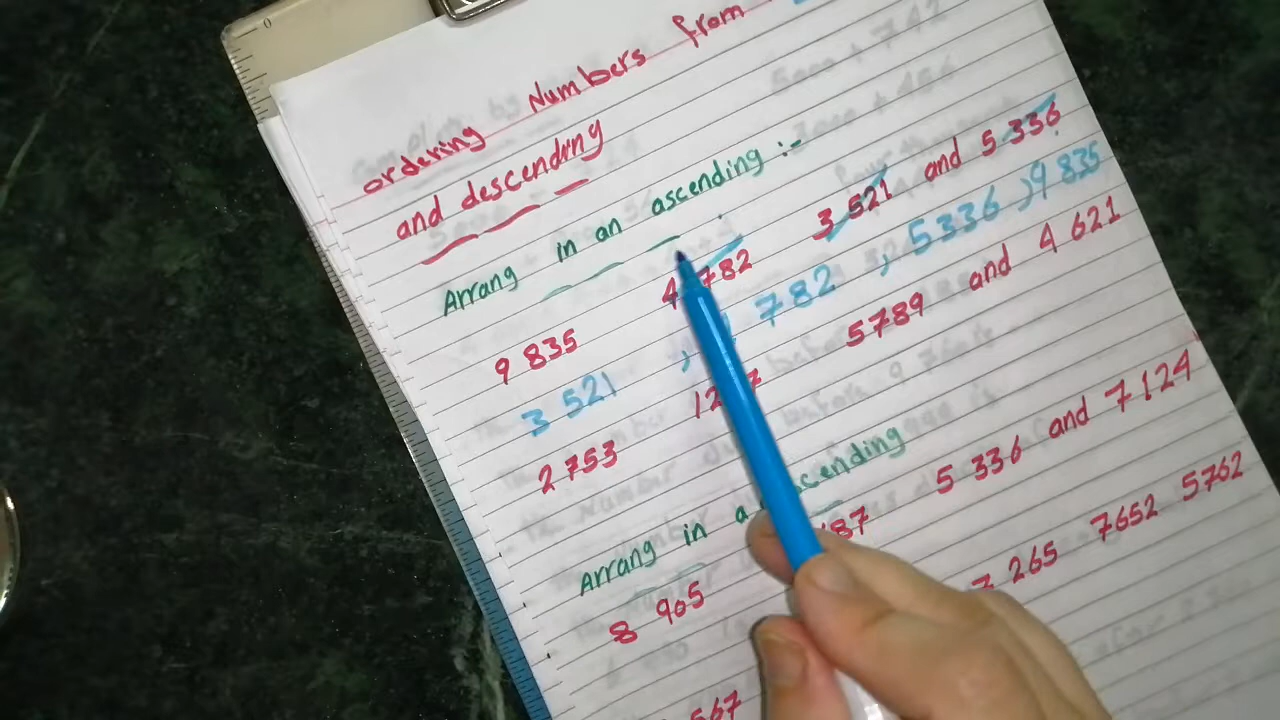 ordering Numbers from
and descendrng
Arrang in an ascending :-
9 835 4 782 3 521 and 5 336
3 521 , 782 , 5336 , 9 835
2 753 5789 and 4 621
Arrang in a scending
8 905 5 336 and 7 124
265 7652 5762
567